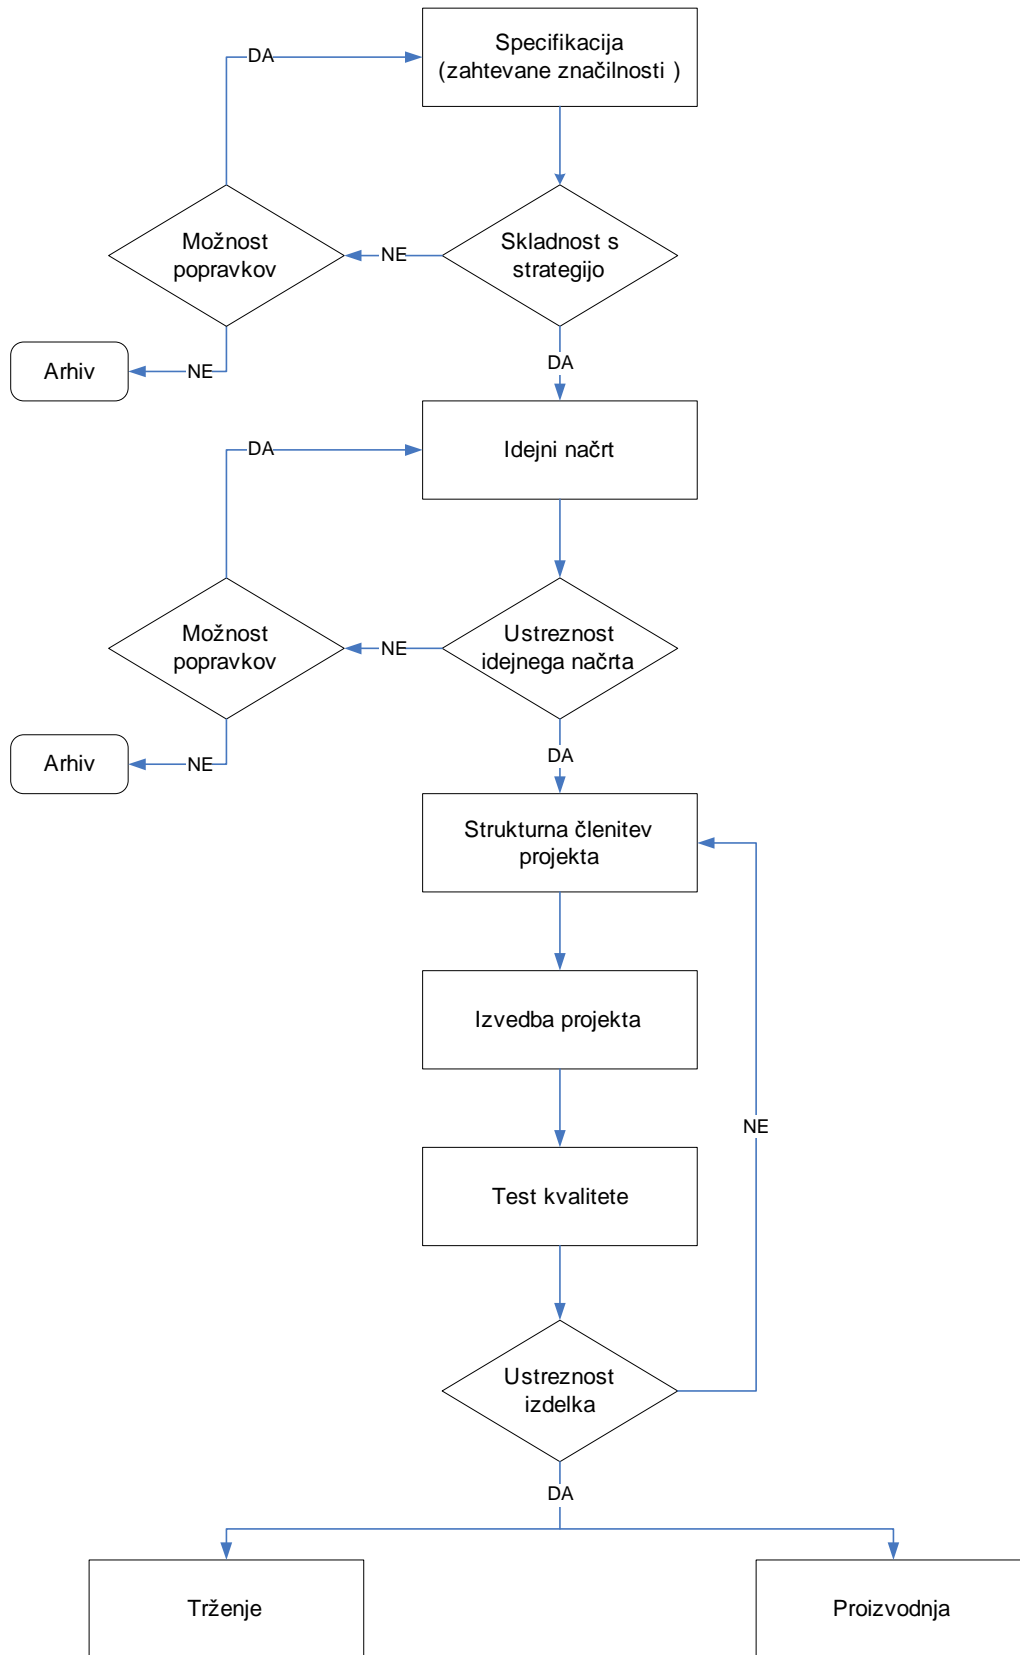 Specifikacija
(zahtevane značilnosti )
DA
Možnost
popravkov
NE
Skladnost s
strategijo
Arhiv
NE
DA
DA
Idejni načrt
Možnost
popravkov
NE
Ustreznost
idejnega načrta
Arhiv
NE
DA
Strukturna členitev
projekta
Izvedba projekta
NE
Test kvalitete
Ustreznost
izdelka
DA
Trženje
Proizvodnja